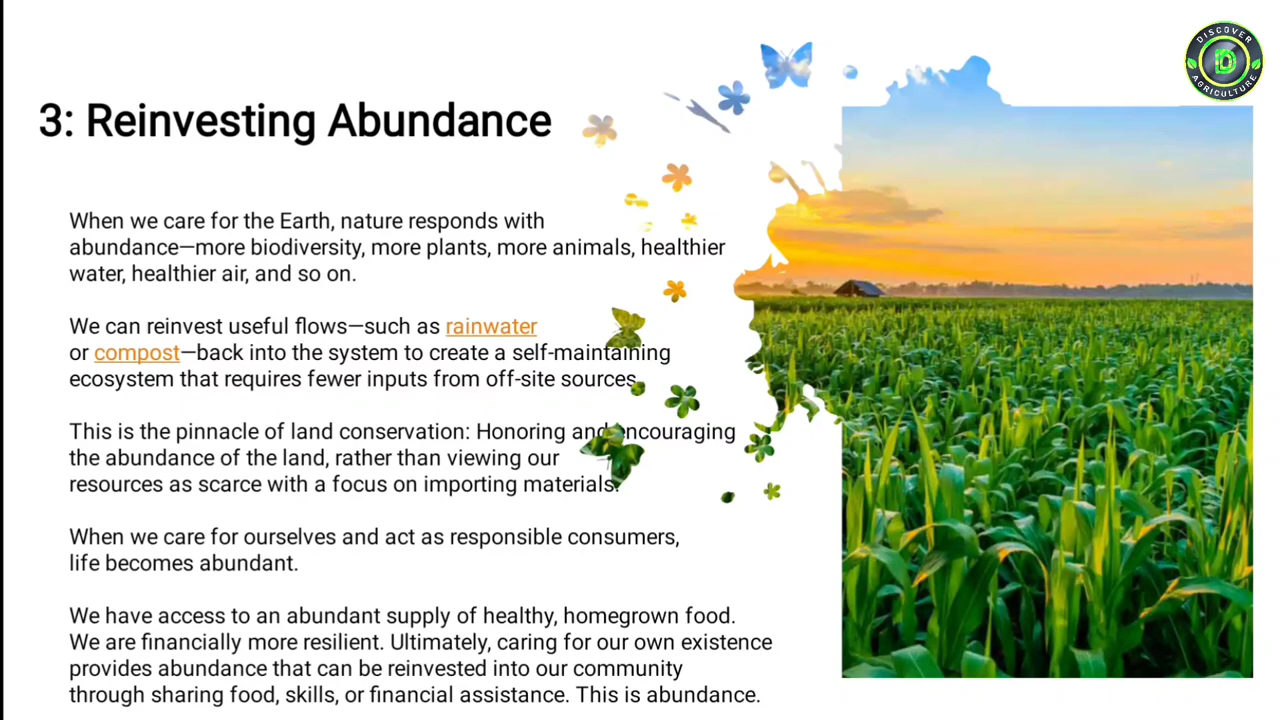 DISCOVER
D
AGRICULTURE
3: Reinvesting Abundance
When we care for the Earth, nature responds with
abundance—more biodiversity, more plants, more animals, healthier
water, healthier air, and so on.
We can reinvest useful flows—such as rainwater
or compost—back into the system to create a self-maintaining
ecosystem that requires fewer inputs from off-site sources.
This is the pinnacle of land conservation: Honoring and encouraging
the abundance of the land, rather than viewing our
resources as scarce with a focus on importing materials.
When we care for ourselves and act as responsible consumers,
life becomes abundant.
We have access to an abundant supply of healthy, homegrown food.
We are financially more resilient. Ultimately, caring for our own existence
provides abundance that can be reinvested into our community
through sharing food, skills, or financial assistance. This is abundance.